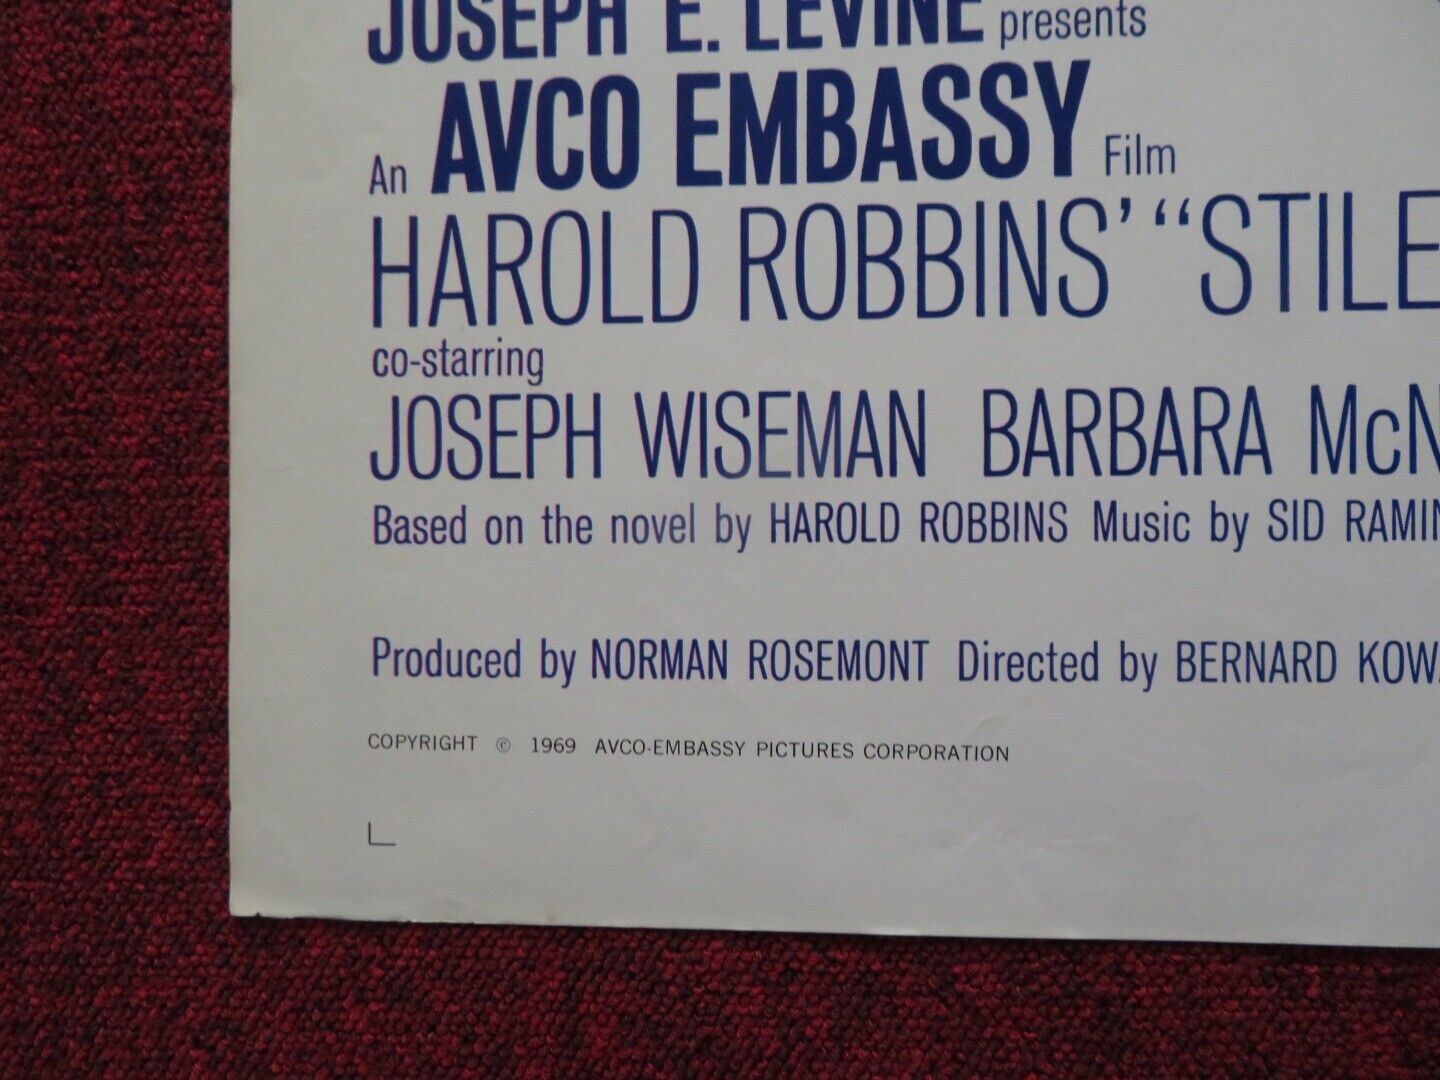 JOSEPH E. LEVINE presents
An AVCO EMBASSY Film
HAROLD ROBBINS' "STILE
co-starring
JOSEPH WISEMAN BARBARA McN
Based on the novel by HAROLD ROBBINS Music by SID RAMIN
Produced by NORMAN ROSEMONT Directed by BERNARD KOWA
COPYRIGHT © 1969 AVCO-EMBASSY PICTURES CORPORATION